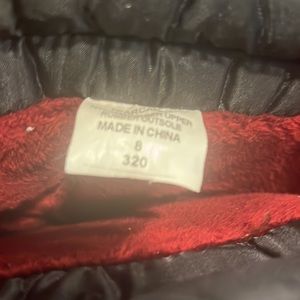 RUBBER OUTSOLE
MADE IN CHINA
8
320